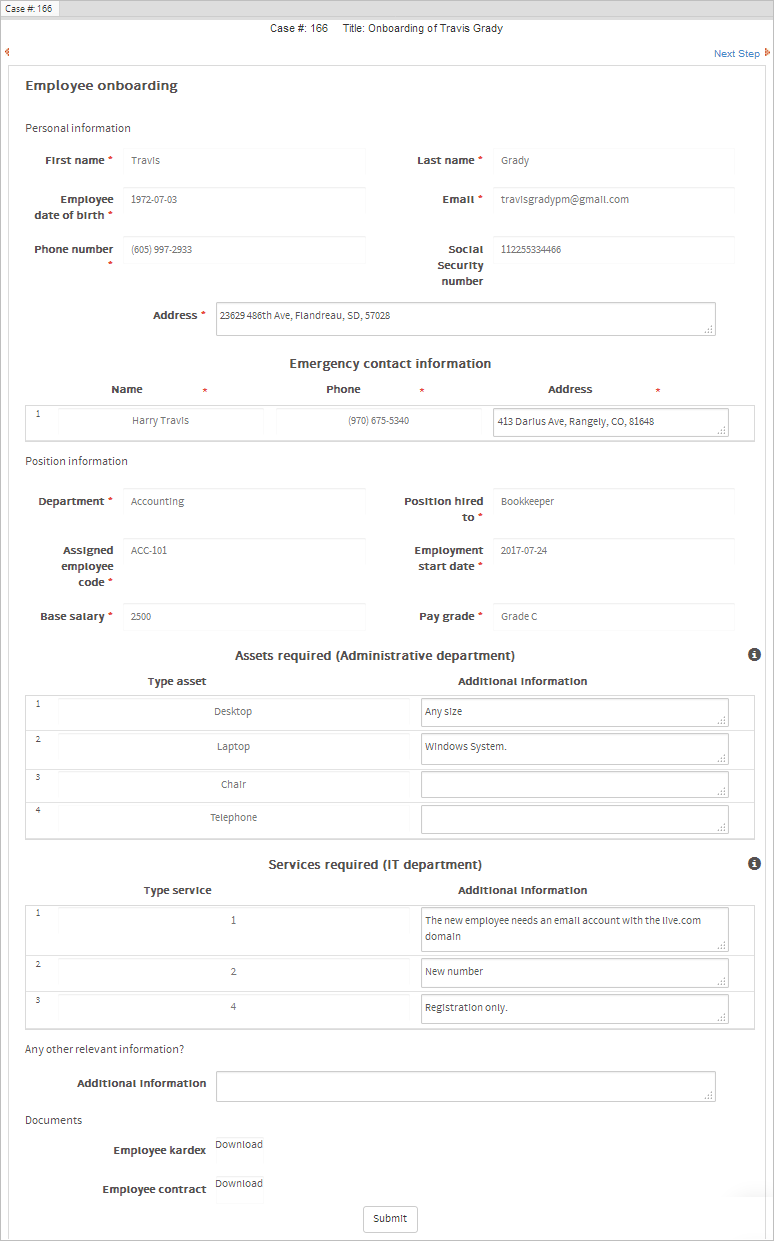 Case #: 166
Case #: 166 Title: Onboarding of Travis Grady
Next Step
Employee onboarding
Personal information
First name * Travis Last name * Grady
Employee date of birth * 1972-07-03 Email * travisgradypm@gmail.com
Phone number * (605) 997-2933 Social Security number 112255334466
Address * 23629 486th Ave, Flandreau, SD, 57028
Emergency contact information
Name * Phone * Address *
1 Harry Travis (970) 675-5340 413 Darius Ave, Rangely, CO, 81648
Position information
Department * Accounting Position hired to * Bookkeeper
Assigned employee code * ACC-101 Employment start date * 2017-07-24
Base salary * 2500 Pay grade * Grade C
Assets required (Administrative department)
Type asset Additional information
1 Desktop Any size
2 Laptop Windows System.
3 Chair
4 Telephone
Services required (IT department)
Type service Additional information
1 1 The new employee needs an email account with the live.com
domain
2 2 New number
3 4 Registration only.
Any other relevant information?
Additional information
Documents
Employee kardex Download
Employee contract Download
Submit